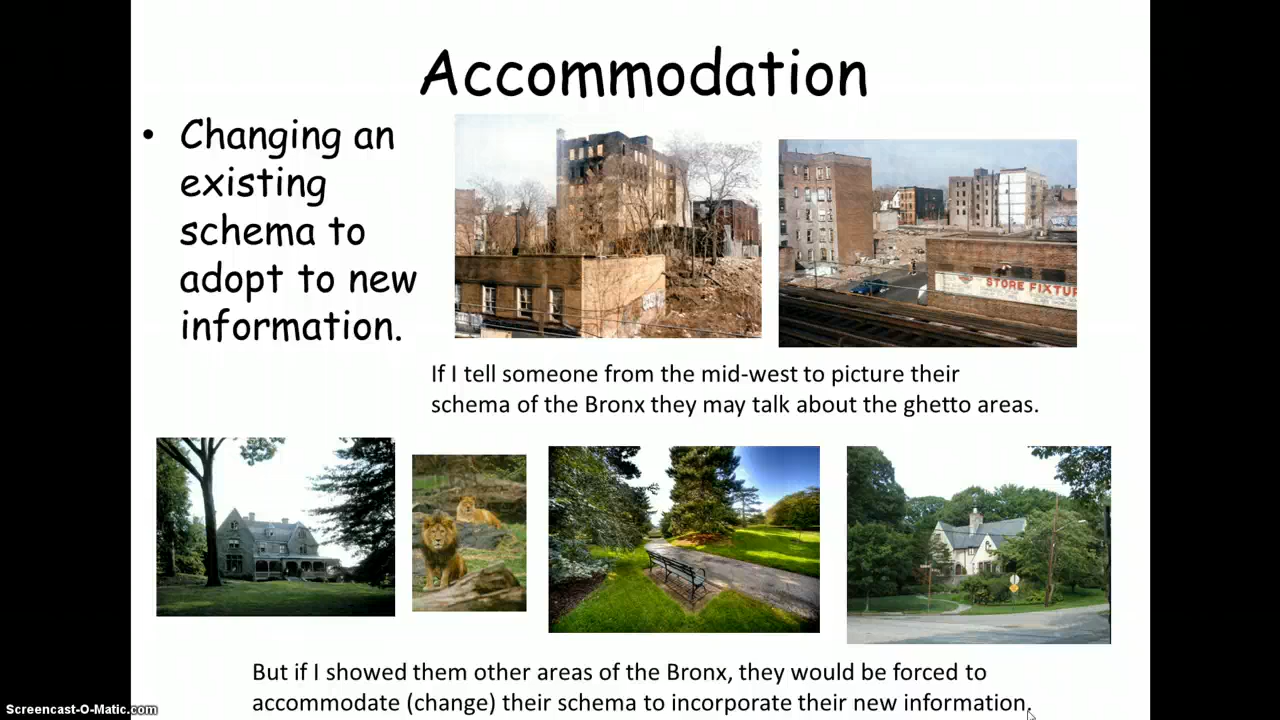 Accommodation
• Changing an
existing
schema to
adopt to new
information.
STORE FIXTUR
If I tell someone from the mid-west to picture their
schema of the Bronx they may talk about the ghetto areas.
But if I showed them other areas of the Bronx, they would be forced to
accommodate (change) their schema to incorporate their new information.
Screencast-O-Matic.com